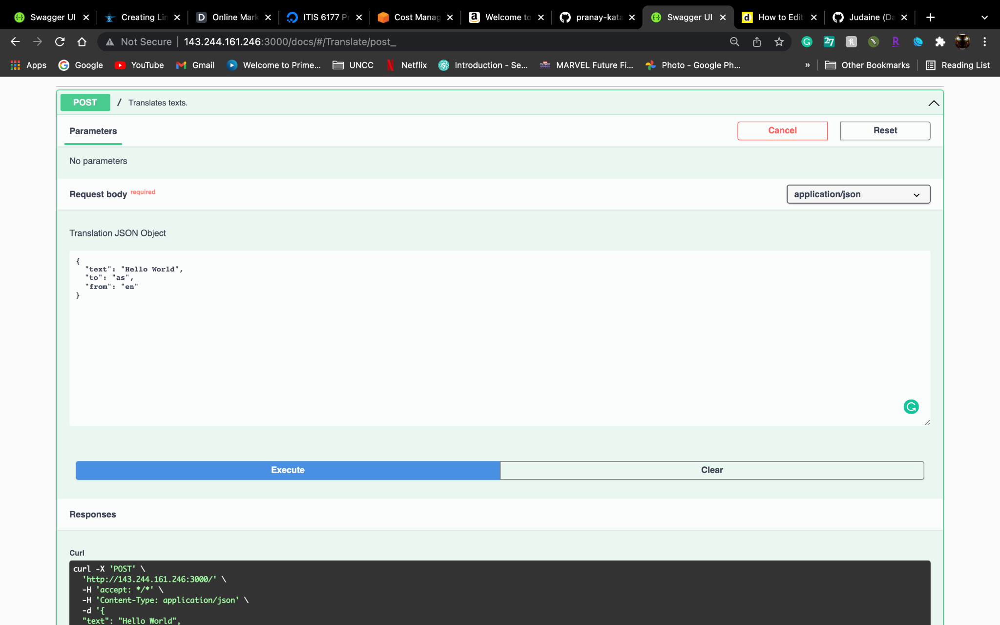 Swagger UI
Creating Lin
Online Mark
ITIS 6177 Pr
Cost Manag
Welcome to
pranay-kata
Swagger UI
How to Edit
Judaine (Da
Not Secure
143.244.161.246:3000/docs/#/Translate/post_
27
Apps
Google
YouTube
Gmail
Welcome to Prime...
UNCC
Netflix
Introduction - Se...
MARVEL Future Fi...
Photo - Google Ph...
»
Other Bookmarks
Reading List
POST / Translates texts.
Parameters
Cancel
Reset
No parameters
Request body required
application/json
Translation JSON Object
{
"text": "Hello World",
"to": "as",
"from": "en"
}
Execute
Clear
Responses
Curl
curl -X 'POST' \
'http://143.244.161.246:3000/' \
-H 'accept: */*' \
-H 'Content-Type: application/json' \
-d '{
"text": "Hello World",